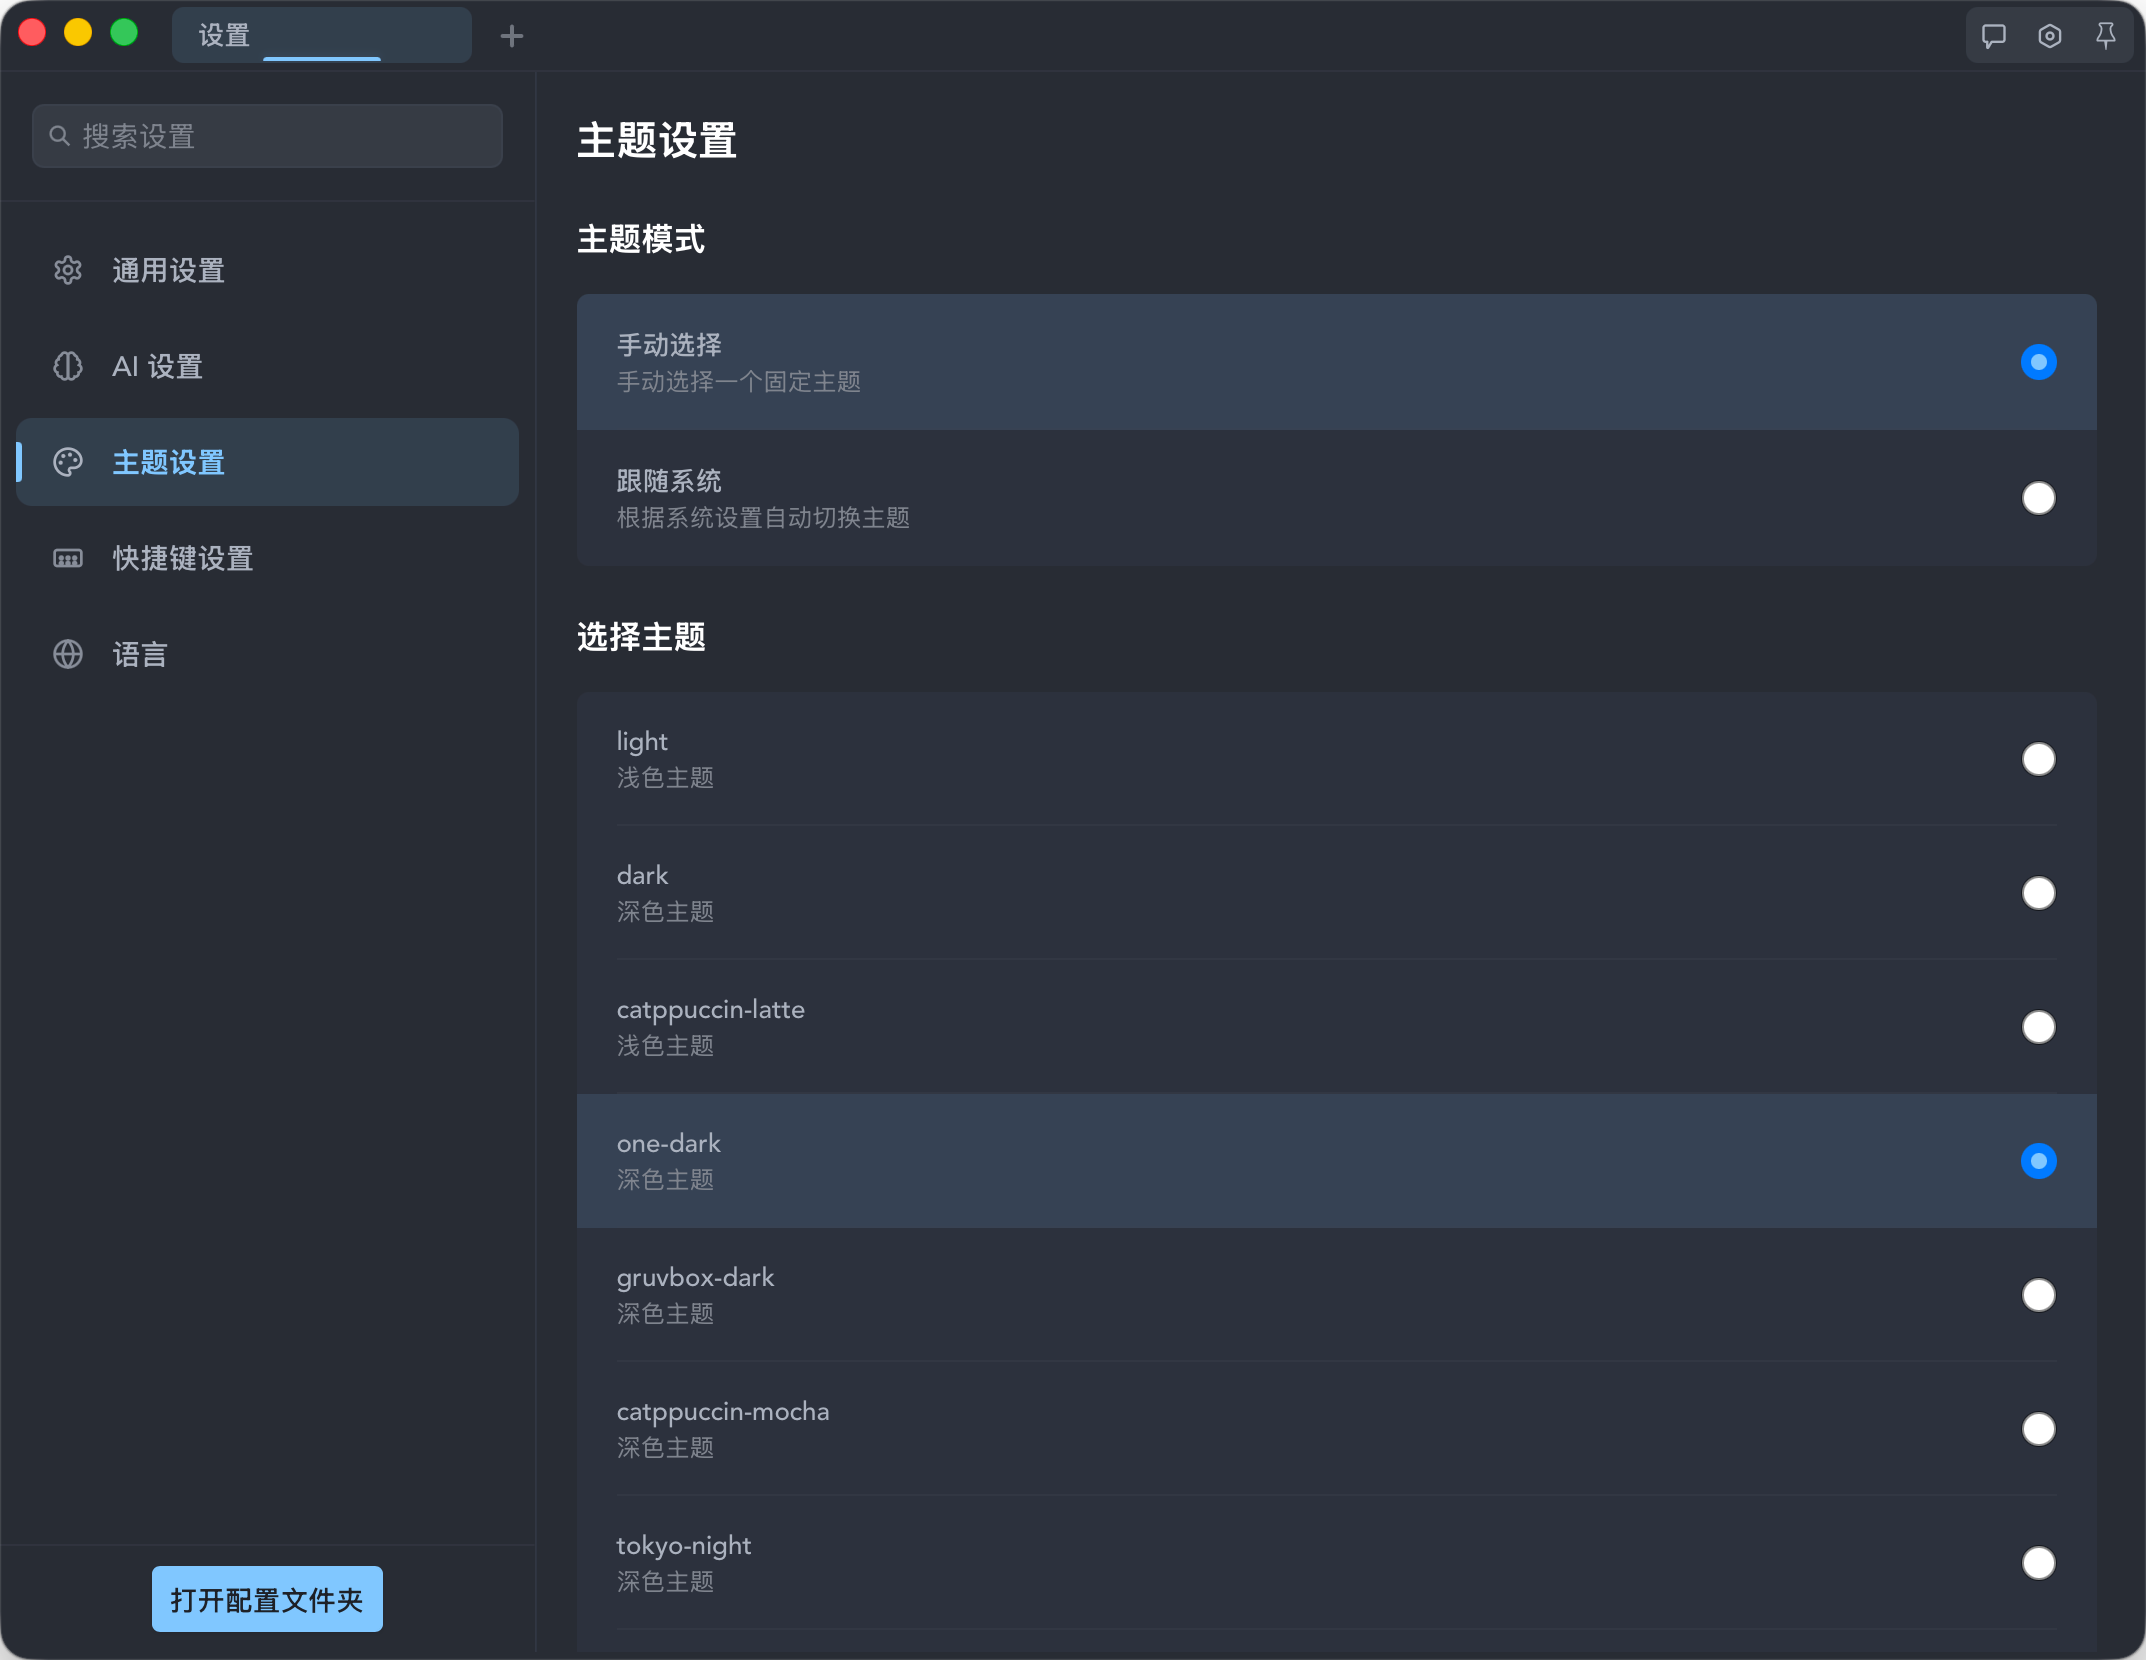 设置
搜索设置
通用设置
AI 设置
主题设置
快捷键设置
语言
打开配置文件夹
主题设置
主题模式
手动选择
手动选择一个固定主题
跟随系统
根据系统设置自动切换主题
选择主题
light
浅色主题
dark
深色主题
catppuccin-latte
浅色主题
one-dark
深色主题
gruvbox-dark
深色主题
catppuccin-mocha
深色主题
tokyo-night
深色主题